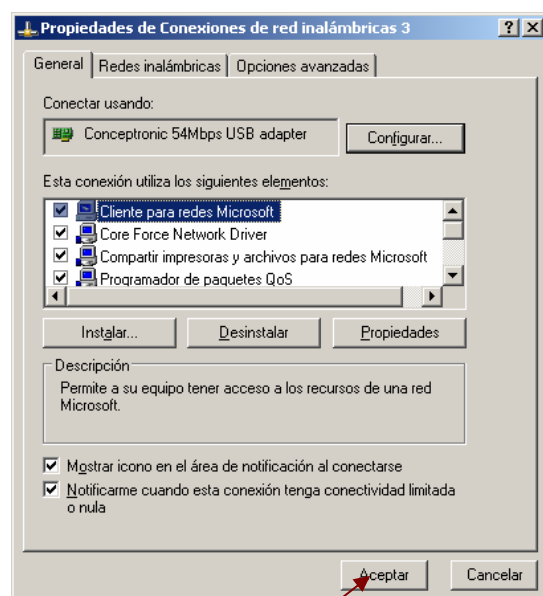 Propiedades de Conexiones de red inalámbricas 3
General Redes inalámbricas Opciones avanzadas
Conectar usando:
Conceptronic 54Mbps USB adapter Configurar...
Esta conexión utiliza los siguientes elementos:
Cliente para redes Microsoft
Core Force Network Driver
Compartir impresoras y archivos para redes Microsoft
Programador de paquetes QoS
Instalar... Desinstalar Propiedades
Descripción
Permite a su equipo tener acceso a los recursos de una red
Microsoft.
Mostrar icono en el área de notificación al conectarse
Notificarme cuando esta conexión tenga conectividad limitada
o nula
Aceptar Cancelar